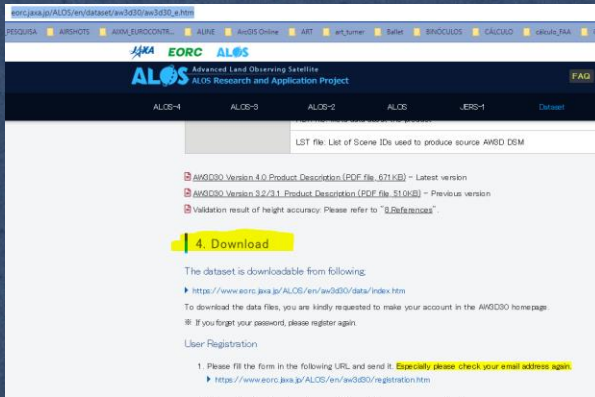 eorc.jaxa.jp/ALOS/en/dataset/aw3d30/aw3d30_e.htm
_PESQUISA AIRSHOTS AIXM_EUROCONTR... ALINE ArcGIS Online ART art_turner Ballet BINÓCULOS CÁLCULO cálculo_FAA
JAXA EORC ALOS
ALOS Advanced Land Observing Satellite
ALOS Research and Application Project
FAQ
ALOS-4 ALOS-3 ALOS-2 ALOS JERS-1 Dataset
LST file: List of Scene IDs used to produce source AW3D DSM
AW3D30 Version 4.0 Product Description (PDF file, 671KB) – Latest version
AW3D30 Version 3.2/3.1 Product Description (PDF file, 510KB) – Previous version
Validation result of height accuracy: Please refer to "8.References".
4. Download
The dataset is downloadable from following;
https://www.eorc.jaxa.jp/ALOS/en/aw3d30/data/index.htm
To download the data files, you are kindly requested to make your account in the AW3D30 homepage.
※ If you forget your password, please register again.
User Registration
1. Please fill the form in the following URL and send it. Especially please check your email address again.
https://www.eorc.jaxa.jp/ALOS/en/aw3d30/registration.htm